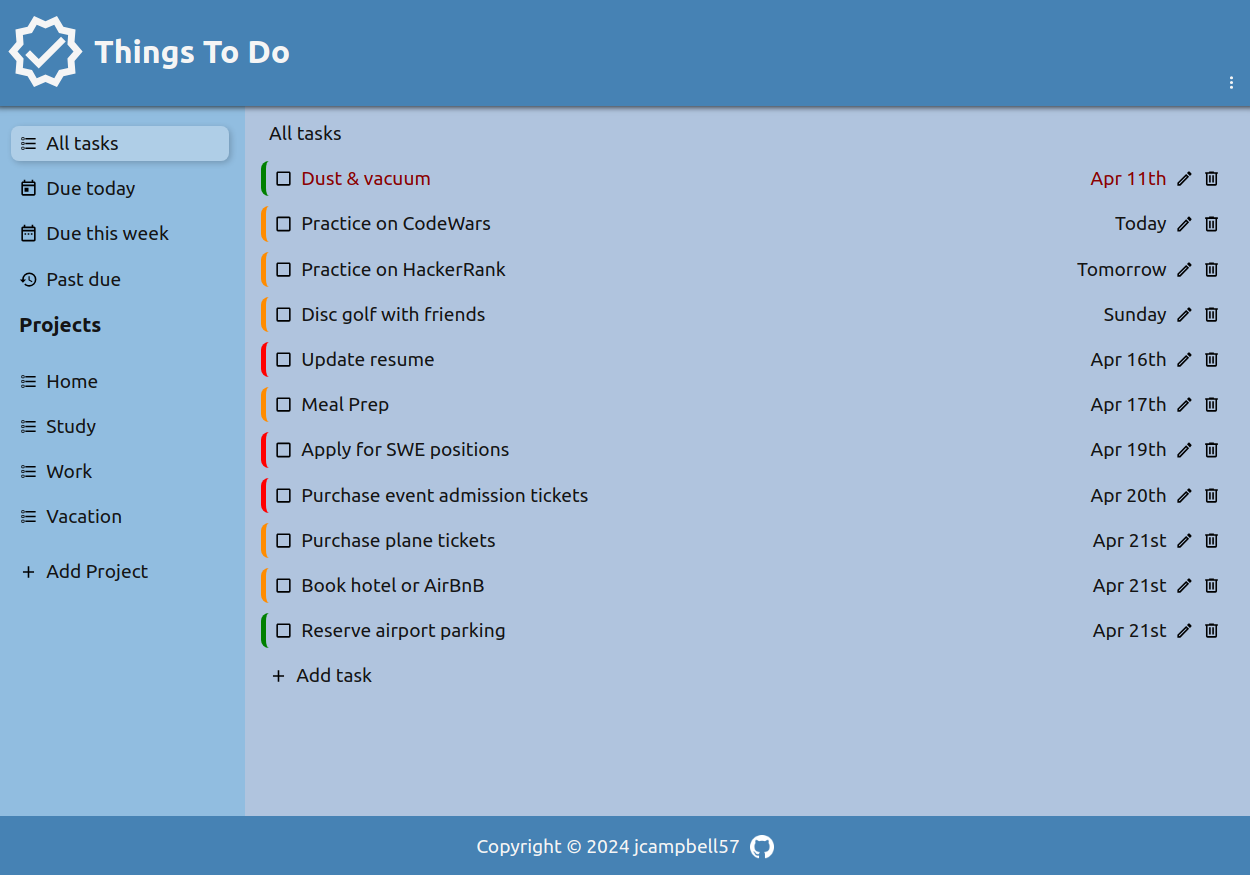 Things To Do
All tasks
Due today
Due this week
Past due
Projects
Home
Study
Work
Vacation
+ Add Project
All tasks
Dust & vacuum Apr 11th
Practice on CodeWars Today
Practice on HackerRank Tomorrow
Disc golf with friends Sunday
Update resume Apr 16th
Meal Prep Apr 17th
Apply for SWE positions Apr 19th
Purchase event admission tickets Apr 20th
Purchase plane tickets Apr 21st
Book hotel or AirBnB Apr 21st
Reserve airport parking Apr 21st
+ Add task
Copyright © 2024 jcampbell57